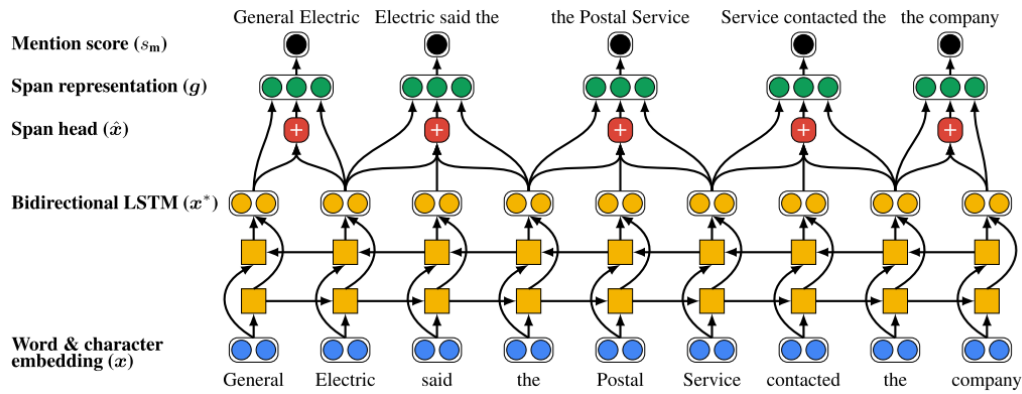 General Electric Electric said the the Postal Service Service contacted the the company
Mention score (sₘ)
Span representation (g)
Span head (x̂)
+ + + + +
Bidirectional LSTM (x*)
Word & character
embedding (x)
General Electric said the Postal Service contacted the company